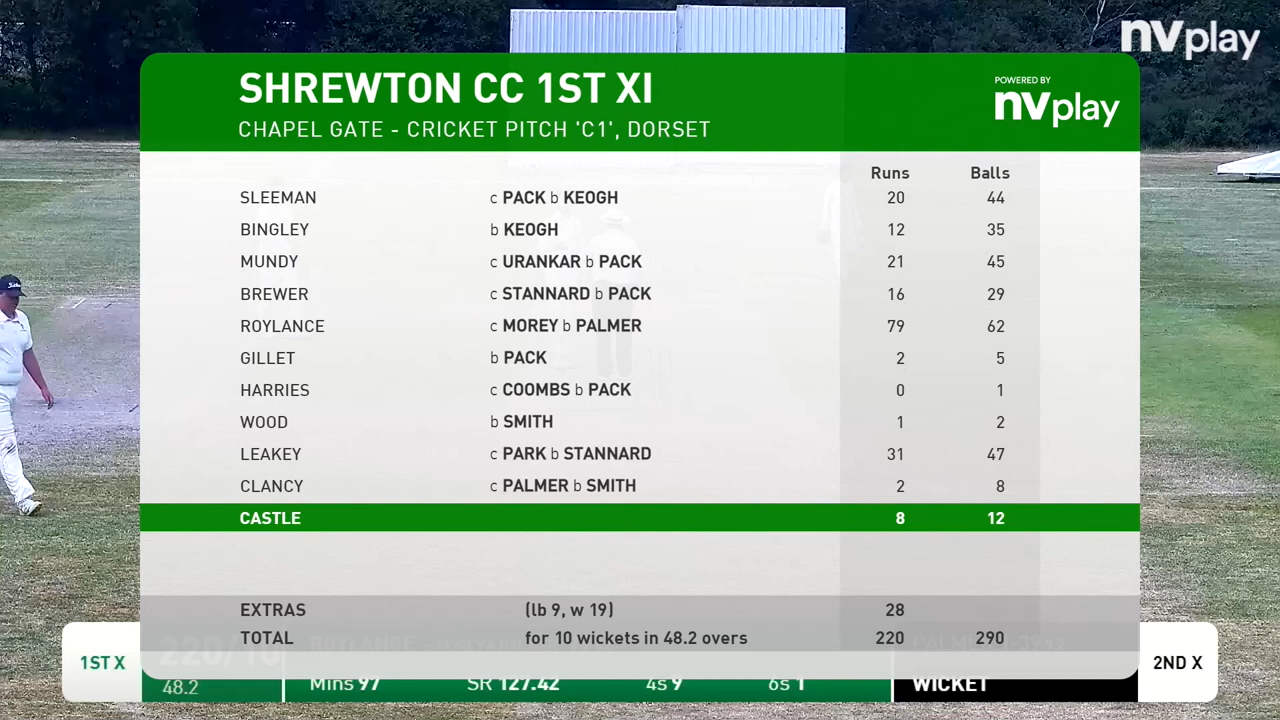 nvplay
SHREWTON CC 1ST XI
POWERED BY
nvplay
CHAPEL GATE - CRICKET PITCH 'C1', DORSET
Runs Balls
SLEEMAN c PACK b KEOGH 20 44
BINGLEY b KEOGH 12 35
MUNDY c URANKAR b PACK 21 45
BREWER c STANNARD b PACK 16 29
ROYLANCE c MOREY b PALMER 79 62
GILLET b PACK 2 5
HARRIES c COOMBS b PACK 0 1
WOOD b SMITH 1 2
LEAKEY c PARK b STANNARD 31 47
CLANCY c PALMER b SMITH 2 8
CASTLE 8 12
EXTRAS (lb 9, w 19) 28
TOTAL for 10 wickets in 48.2 overs 220 290
1ST X 220/10 ROYLANCE 2ND X
48.2 Mins 97 SR 127.42 4s 9 6s 1 WICKET